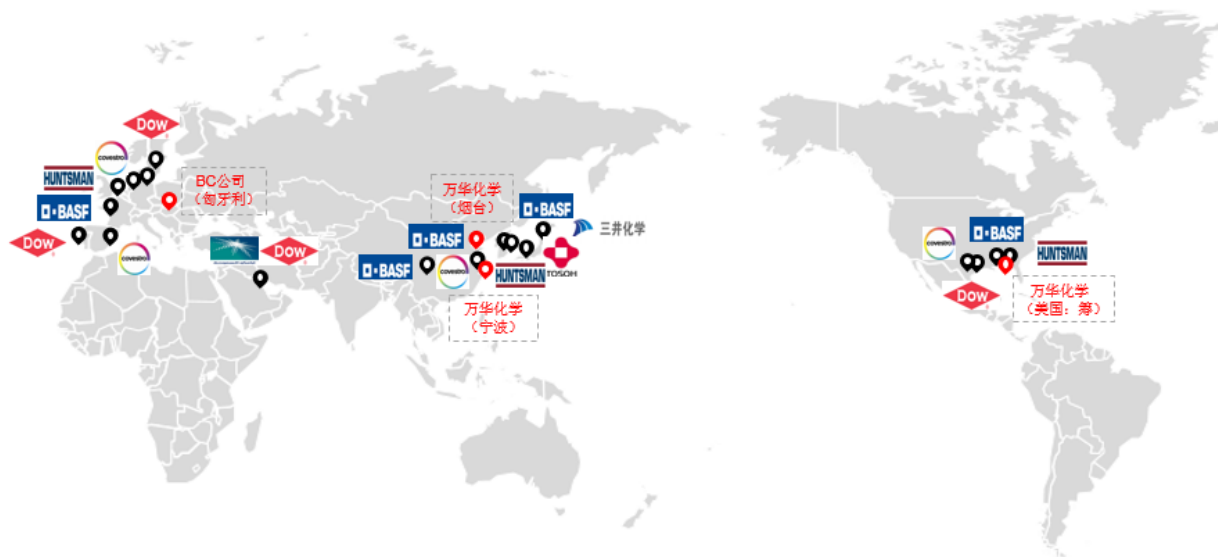 Dow
covestro
HUNTSMAN
BASF
Dow
covestro
BC公司
（匈牙利）
Dow
万华化学
（烟台）
BASF
三井化学
BASF
BASF
covestro
HUNTSMAN
TOSOH
万华化学
（宁波）
covestro
BASF
HUNTSMAN
Dow
万华化学
（美国：筹）